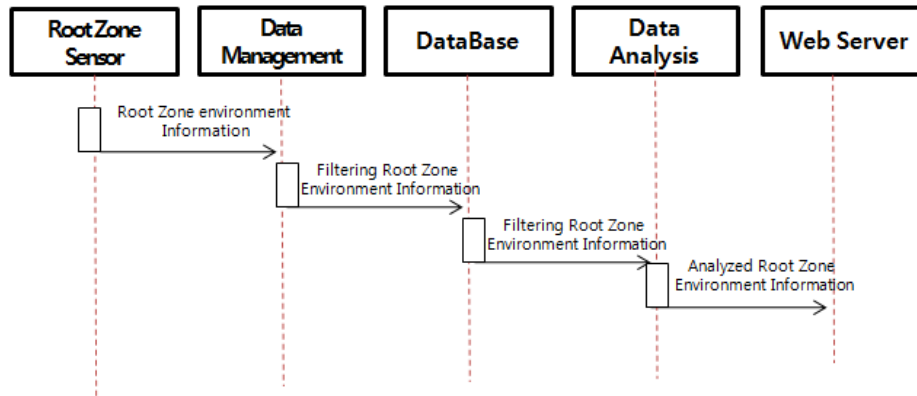 Root Zone
Sensor
Data
Management
DataBase
Data
Analysis
Web Server
Root Zone environment
Information
Filtering Root Zone
Environment Information
Filtering Root Zone
Environment Information
Analyzed Root Zone
Environment Information